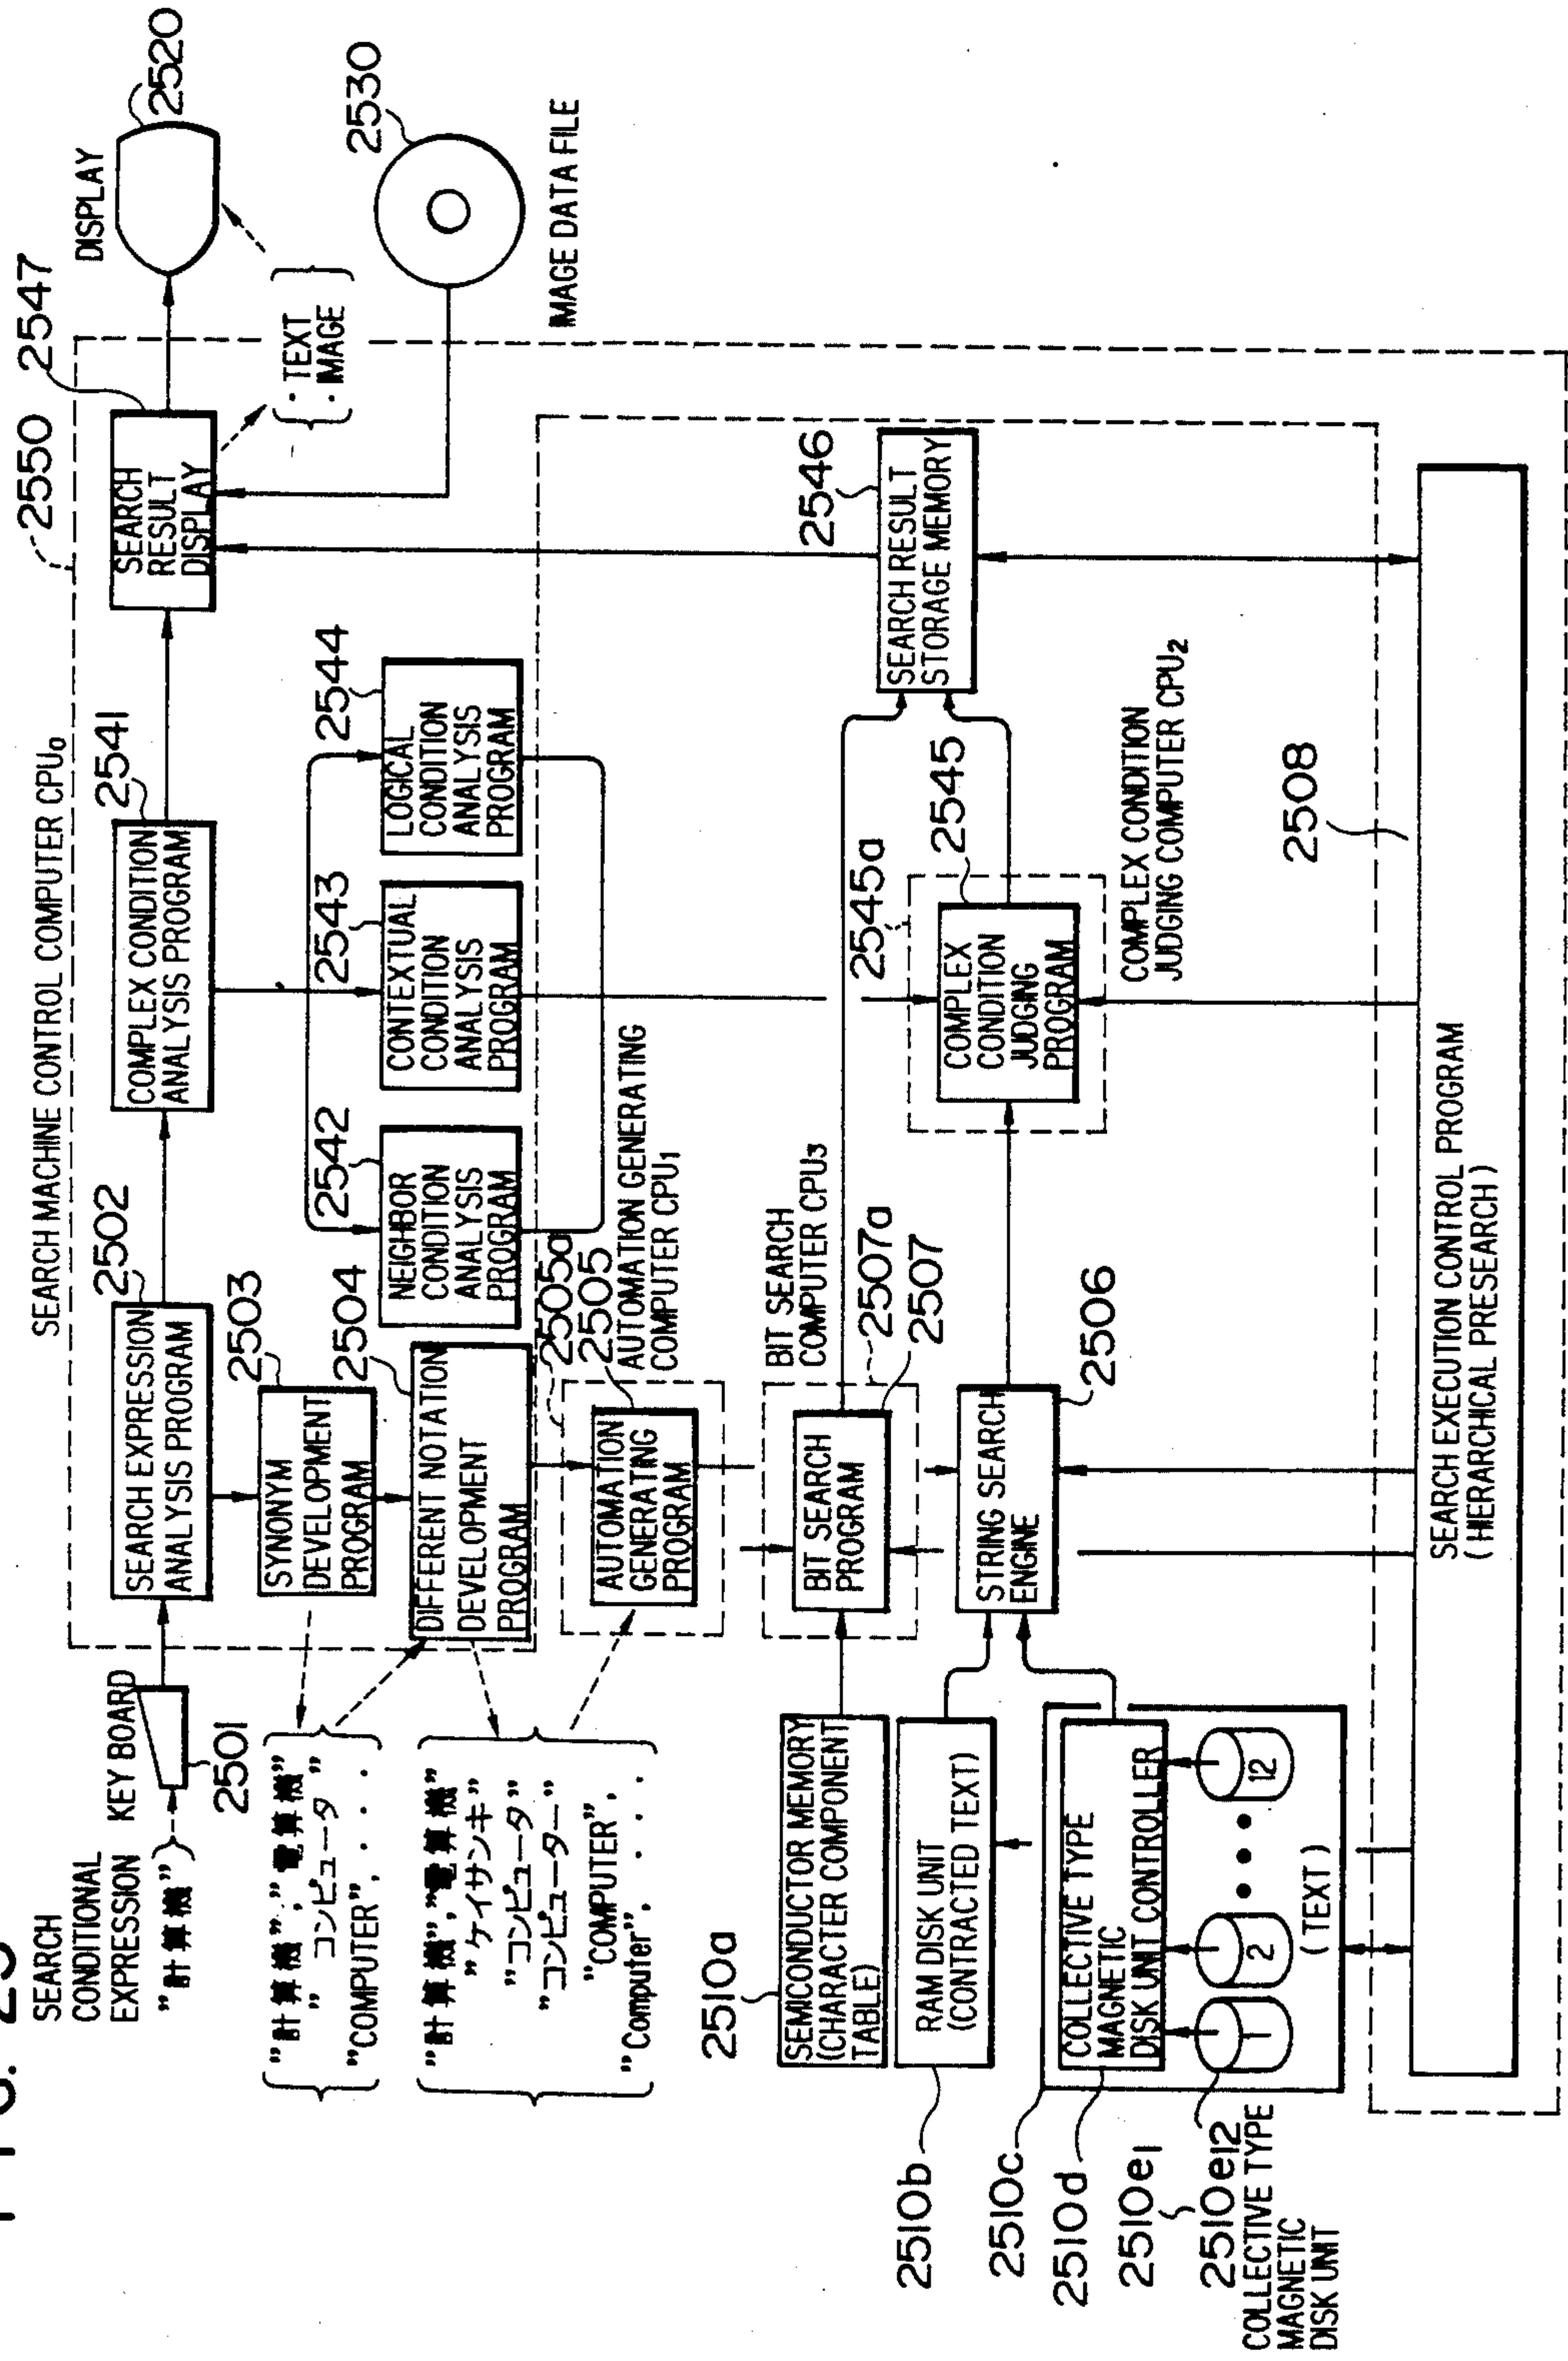 FIG. 25
SEARCH
CONDITIONAL
EXPRESSION
"計算機"
KEY BOARD
2501
SEARCH MACHINE CONTROL COMPUTER CPU0
2550
SEARCH EXPRESSION
ANALYSIS PROGRAM
2502
COMPLEX CONDITION
ANALYSIS PROGRAM
2541
SEARCH
RESULT
DISPLAY
2547
DISPLAY
2520
· TEXT
· IMAGE
2530
IMAGE DATA FILE
SYNONYM
DEVELOPMENT
PROGRAM
2503
"計算機","電算機"
"コンピュータ"
"COMPUTER", . . .
DIFFERENT NOTATION
DEVELOPMENT
PROGRAM
2504
"計算機","電算機"
"ケイサンキ"
"コンピュータ"
"コンピューター"
"COMPUTER"
"Computer", . . .
NEIGHBOR
CONDITION
ANALYSIS
PROGRAM
2542
CONTEXTUAL
CONDITION
ANALYSIS
PROGRAM
2543
LOGICAL
CONDITION
ANALYSIS
PROGRAM
2544
2505a
2505
AUTOMATION GENERATING
COMPUTER CPU1
AUTOMATION
GENERATING
PROGRAM
BIT SEARCH
COMPUTER CPU3
2507a
2507
BIT SEARCH
PROGRAM
2510a
SEMICONDUCTOR MEMORY
(CHARACTER COMPONENT
TABLE)
RAM DISK UNIT
(CONTRACTED TEXT)
2510b
STRING SEARCH
ENGINE
2506
2545a
2545
COMPLEX
CONDITION
JUDGING
PROGRAM
COMPLEX CONDITION
JUDGING COMPUTER CPU2
SEARCH RESULT
STORAGE MEMORY
2546
2510c
COLLECTIVE TYPE
MAGNETIC
DISK UNIT CONTROLLER
2510d
1
2
12
(TEXT)
2510e1
2510e12
COLLECTIVE TYPE
MAGNETIC
DISK UNIT
2508
SEARCH EXECUTION CONTROL PROGRAM
(HIERARCHICAL PRESEARCH)